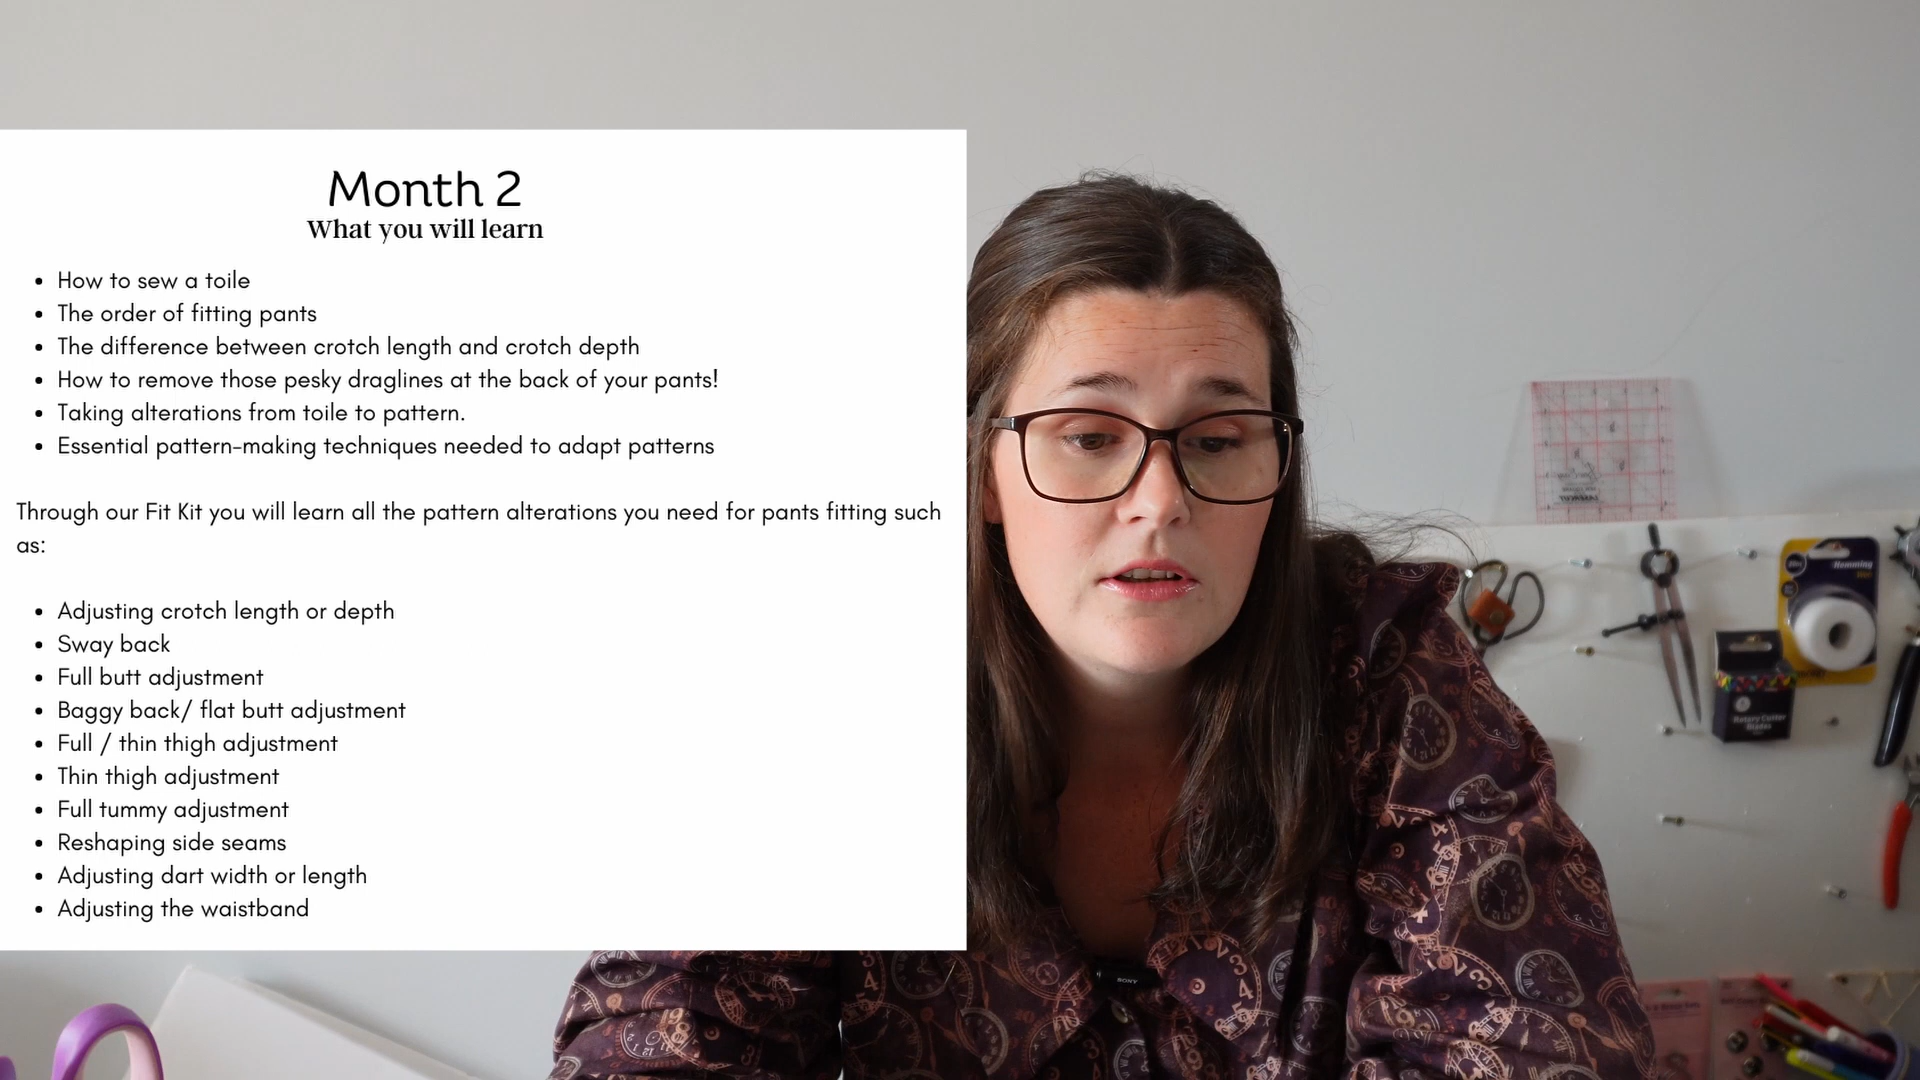 Month 2
What you will learn
• How to sew a toile
• The order of fitting pants
• The difference between crotch length and crotch depth
• How to remove those pesky draglines at the back of your pants!
• Taking alterations from toile to pattern.
• Essential pattern-making techniques needed to adapt patterns
Through our Fit Kit you will learn all the pattern alterations you need for pants fitting such
as:
• Adjusting crotch length or depth
• Sway back
• Full butt adjustment
• Baggy back/ flat butt adjustment
• Full / thin thigh adjustment
• Thin thigh adjustment
• Full tummy adjustment
• Reshaping side seams
• Adjusting dart width or length
• Adjusting the waistband
Hemming
Rotary Cutter
Blades
SONY